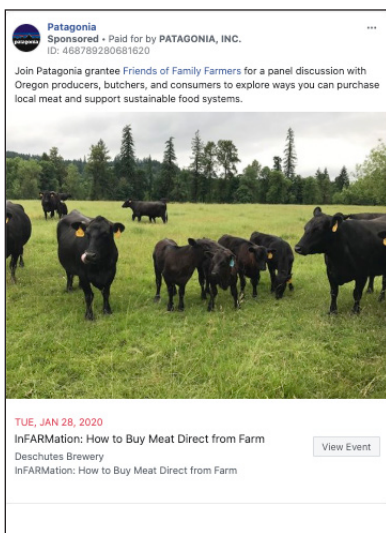 patagonia
Patagonia
Sponsored • Paid for by PATAGONIA, INC.
ID: 468789280681620
Join Patagonia grantee Friends of Family Farmers for a panel discussion with
Oregon producers, butchers, and consumers to explore ways you can purchase
local meat and support sustainable food systems.
TUE, JAN 28, 2020
InFARMation: How to Buy Meat Direct from Farm
View Event
Deschutes Brewery
InFARMation: How to Buy Meat Direct from Farm